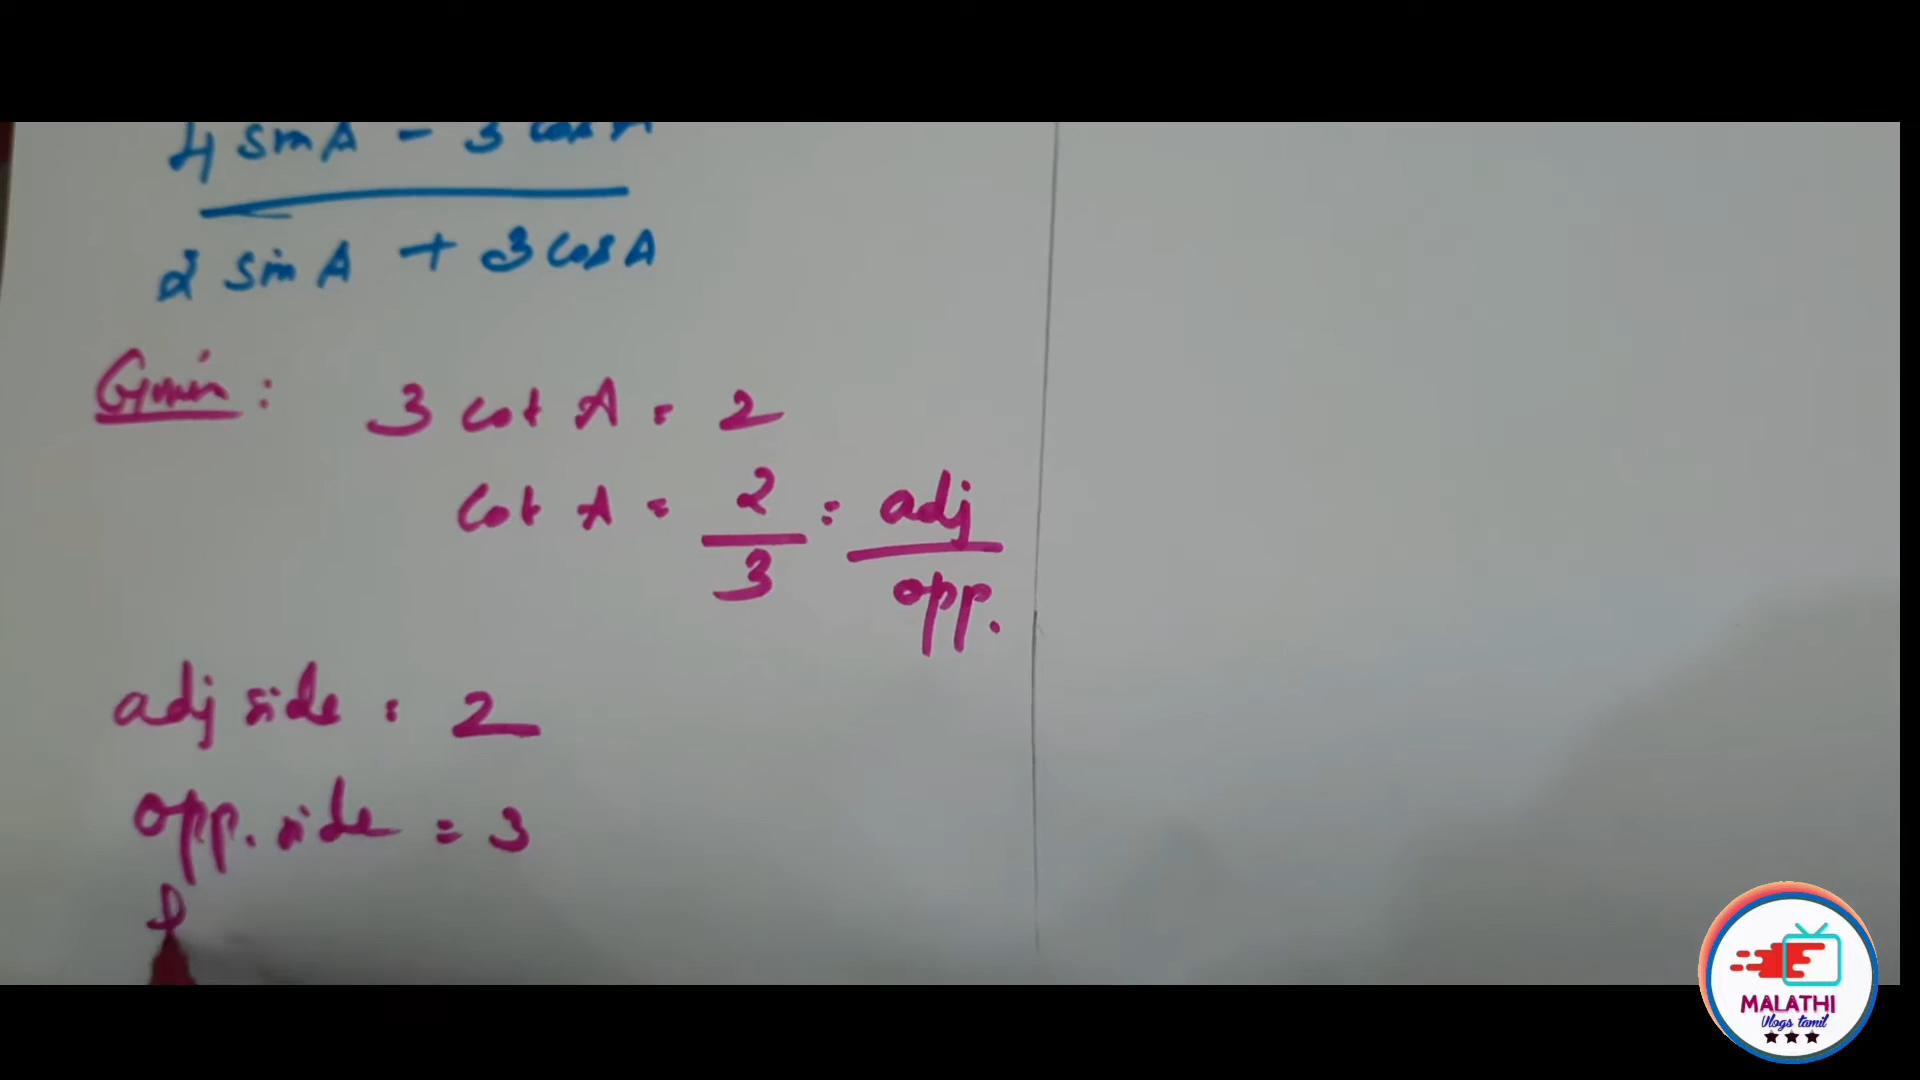 4 sin A - 3 cos A
2 sin A + 3 cos A
Given : 3 cot A = 2
cot A = 2/3 = adj/opp.
adj side = 2
opp. side = 3
MALATHI
Vlogs tamil